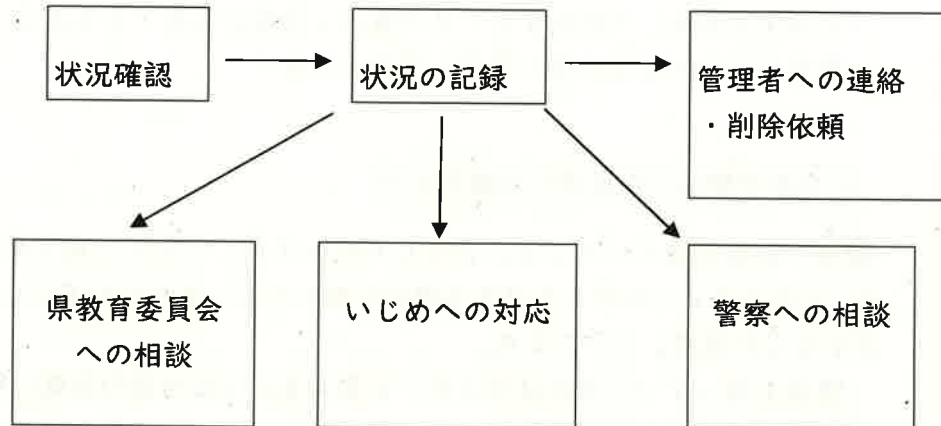 状況確認
状況の記録
管理者への連絡
・削除依頼
県教育委員会
への相談
いじめへの対応
警察への相談